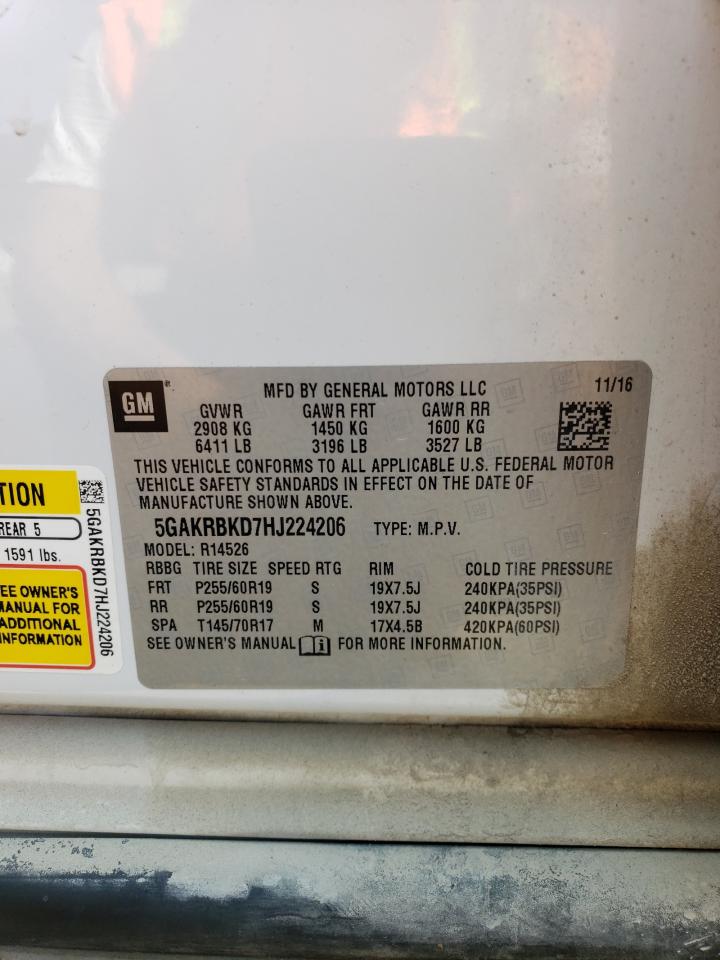 GM
MFD BY GENERAL MOTORS LLC 11/16
GVWR GAWR FRT GAWR RR
2908 KG 1450 KG 1600 KG
6411 LB 3196 LB 3527 LB
THIS VEHICLE CONFORMS TO ALL APPLICABLE U.S. FEDERAL MOTOR
VEHICLE SAFETY STANDARDS IN EFFECT ON THE DATE OF
MANUFACTURE SHOWN ABOVE.
5GAKRBKD7HJ224206 TYPE: M.P.V.
MODEL: R14526
RBBG TIRE SIZE SPEED RTG RIM COLD TIRE PRESSURE
FRT P255/60R19 S 19X7.5J 240KPA(35PSI)
RR P255/60R19 S 19X7.5J 240KPA(35PSI)
SPA T145/70R17 M 17X4.5B 420KPA(60PSI)
SEE OWNER'S MANUAL FOR MORE INFORMATION.
TION
REAR 5
1591 lbs.
EE OWNER'S
MANUAL FOR
ADDITIONAL
INFORMATION
5GAKRBKD7HJ224206